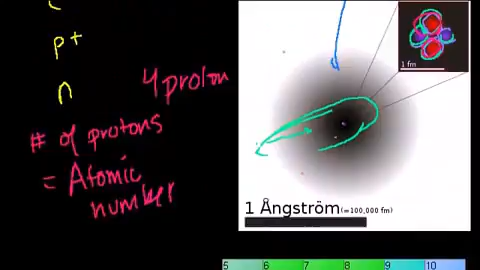 p+
n
4 proton
# of protons
= Atomic
number
1 fm
1 Ångström (=100,000 fm)
5 6 7 8 9 10